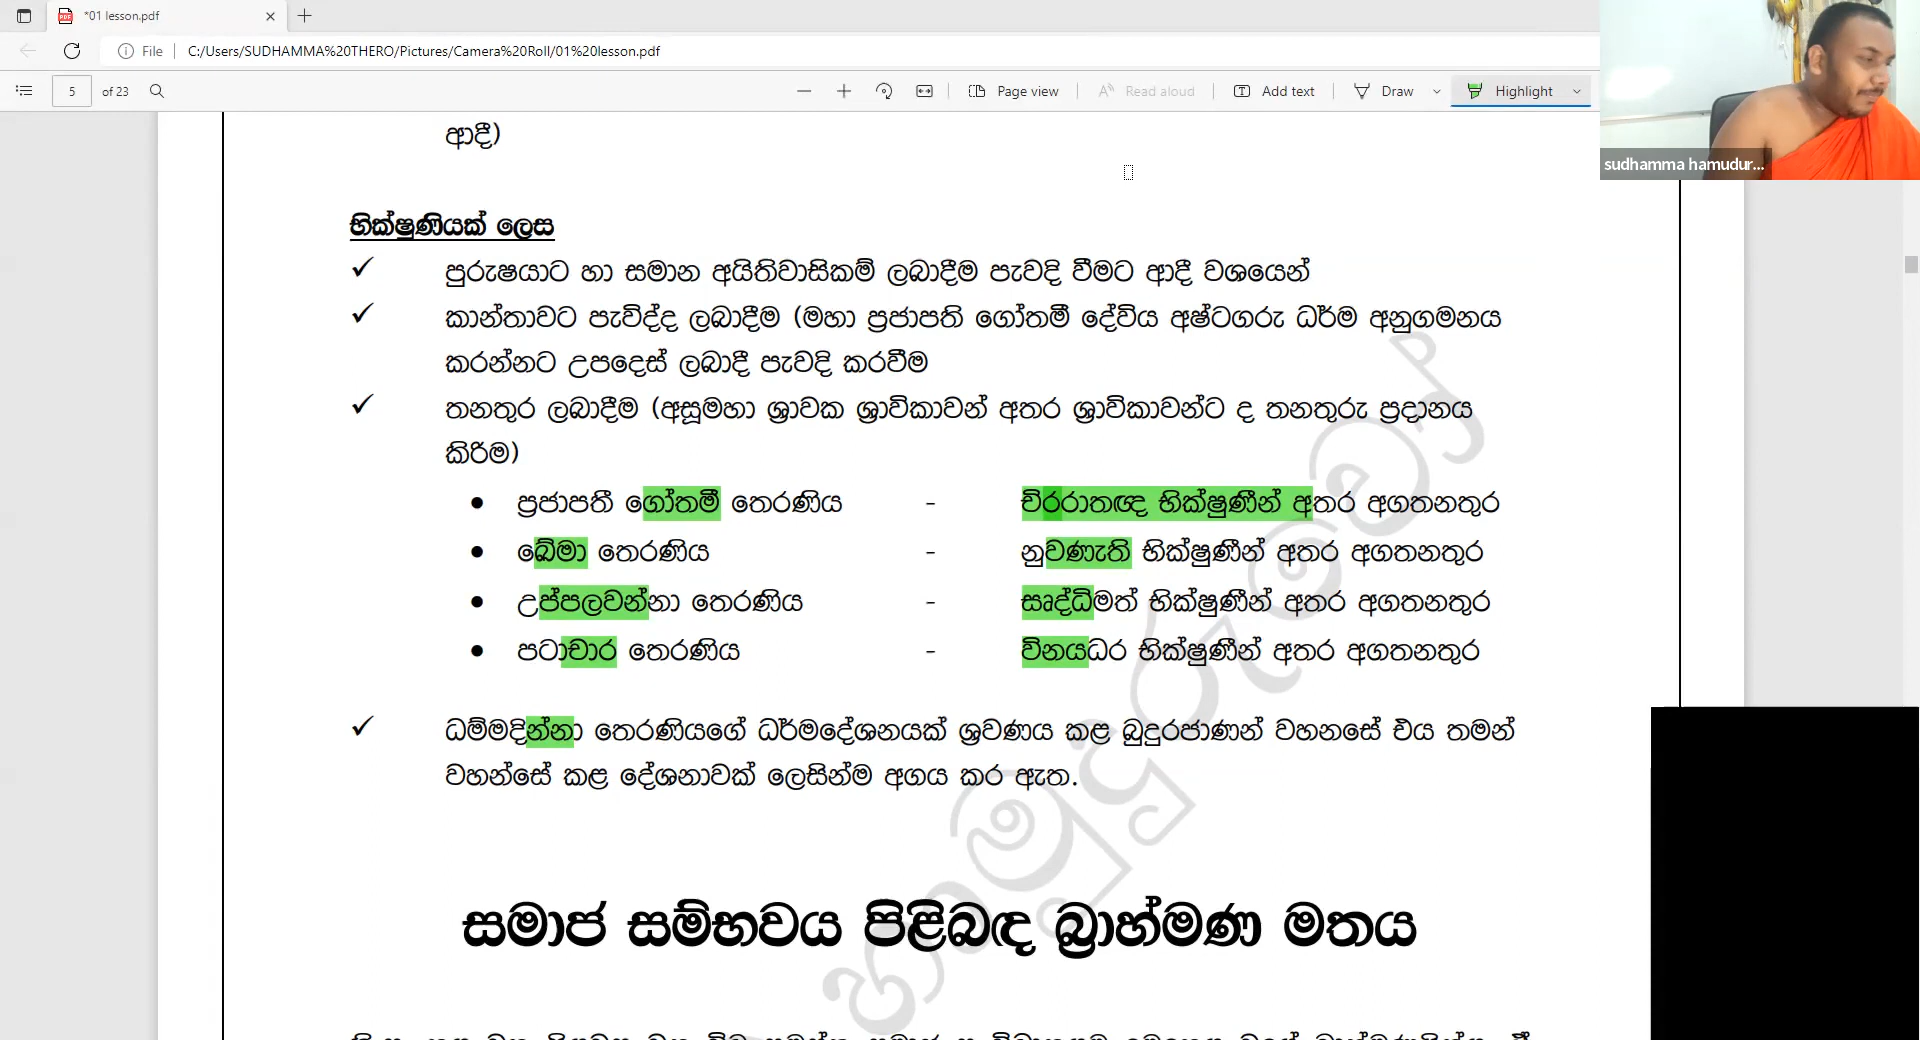 *01 lesson.pdf
File C:/Users/SUDHAMMA%20THERO/Pictures/Camera%20Roll/01%20lesson.pdf
5 of 23 Page view Read aloud Add text Draw Highlight
sudhamma hamudur...
ආදී)
භික්ෂුණියක් ලෙස
✓ පුරුෂයාට හා සමාන අයිතිවාසිකම් ලබාදීම පැවදි වීමට ආදී වශයෙන්
✓ කාන්තාවට පැවිද්ද ලබාදීම (මහා ප්‍රජාපති ගෝතමී දේවිය අෂ්ටගරු ධර්ම අනුගමනය
කරන්නට උපදෙස් ලබාදී පැවදි කරවීම
✓ තනතුර ලබාදීම (අසූමහා ශ්‍රාවක ශ්‍රාවිකාවන් අතර ශ්‍රාවිකාවන්ට ද තනතුරු ප්‍රදානය
කිරිම)
● ප්‍රජාපතී ගෝතමී තෙරණිය - චිරරාතඥ භික්ෂුණීන් අතර අගතනතුර
● ඛේමා තෙරණිය - නුවණැති භික්ෂුණීන් අතර අගතනතුර
● උප්පලවන්නා තෙරණිය - සෘද්ධිමත් භික්ෂුණීන් අතර අගතනතුර
● පටාචාර තෙරණිය - විනයධර භික්ෂුණීන් අතර අගතනතුර
✓ ධම්මදින්නා තෙරණියගේ ධර්මදේශනයක් ශ්‍රවණය කළ බුදුරජාණන් වහනසේ එය තමන්
වහන්සේ කළ දේශනාවක් ලෙසින්ම අගය කර ඇත.
සමාජ සම්භවය පිළිබඳ බ්‍රාහ්මණ මතය
හාමුදුරුවෝ